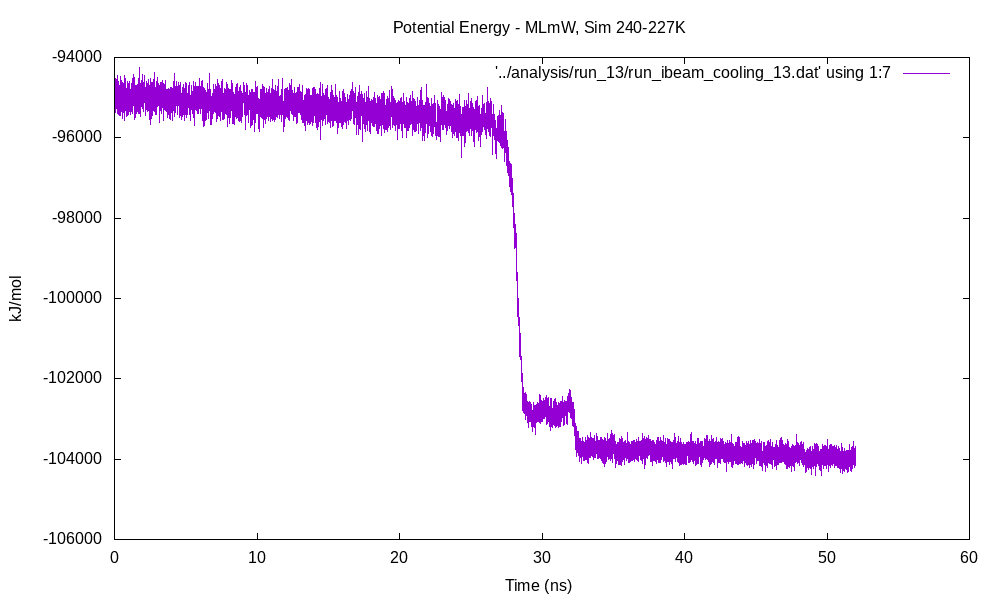 Potential Energy - MLmW, Sim 240-227K
'../analysis/run_13/run_ibeam_cooling_13.dat' using 1:7
-94000
-96000
-98000
-100000
-102000
-104000
-106000
kJ/mol
0 10 20 30 40 50 60
Time (ns)